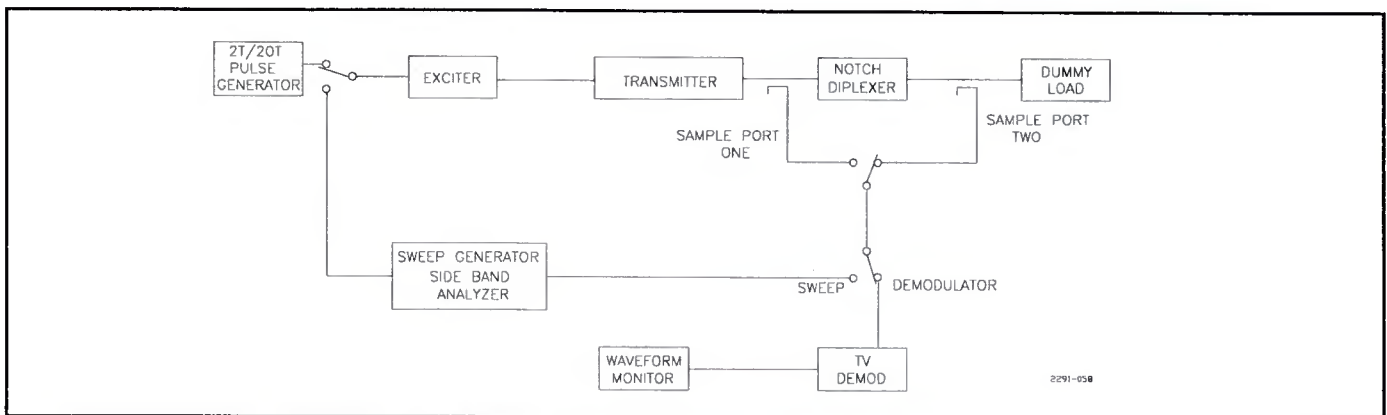 2T/20T
PULSE
GENERATOR
EXCITER
TRANSMITTER
NOTCH
DIPLEXER
DUMMY
LOAD
SAMPLE PORT
ONE
SAMPLE PORT
TWO
SWEEP GENERATOR
SIDE BAND
ANALYZER
SWEEP
DEMODULATOR
WAVEFORM
MONITOR
TV
DEMOD
2291-058